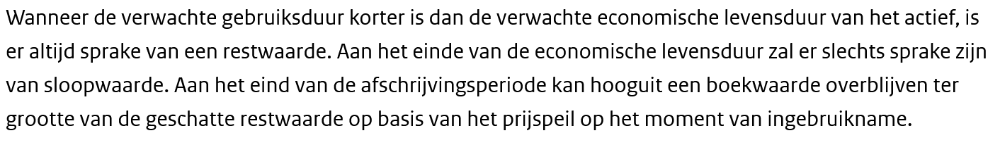 Wanneer de verwachte gebruiksduur korter is dan de verwachte economische levensduur van het actief, is
er altijd sprake van een restwaarde. Aan het einde van de economische levensduur zal er slechts sprake zijn
van sloopwaarde. Aan het eind van de afschrijvingsperiode kan hooguit een boekwaarde overblijven ter
grootte van de geschatte restwaarde op basis van het prijspeil op het moment van ingebruikname.